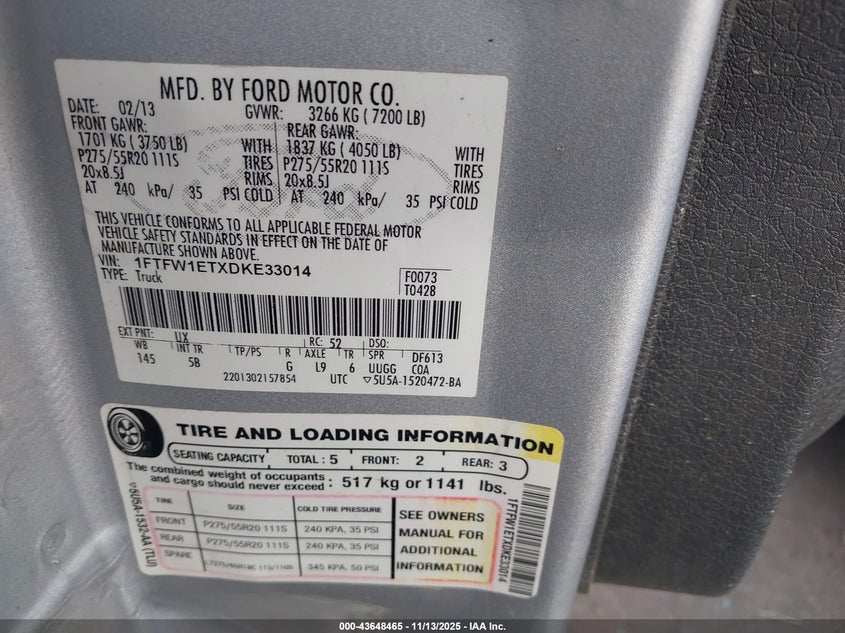 MFD. BY FORD MOTOR CO.
DATE: 02/13 GVWR: 3266 KG ( 7200 LB)
FRONT GAWR: REAR GAWR:
1701 KG ( 3750 LB) WITH 1837 KG ( 4050 LB) WITH
P275/55R20 111S TIRES P275/55R20 111S TIRES
20x8.5J RIMS 20x8.5J RIMS
AT 240 kPa/ 35 PSI COLD AT 240 kPa/ 35 PSI COLD
THIS VEHICLE CONFORMS TO ALL APPLICABLE FEDERAL MOTOR
VEHICLE SAFETY STANDARDS IN EFFECT ON THE DATE OF
MANUFACTURE SHOWN ABOVE.
VIN: 1FTFW1ETXDKE33014 F0073
TYPE: Truck T0428
EXT PNT: UX RC: 52 DSO:
WB INT TR TP/PS R AXLE TR SPR DF613
145 5B G L9 6 UUGG COA
2201302157854 UTC ▽5U5A-1520472-BA
TIRE AND LOADING INFORMATION
SEATING CAPACITY TOTAL : 5 FRONT: 2 REAR: 3
The combined weight of occupants
and cargo should never exceed : 517 kg or 1141 lbs.
TIRE SIZE COLD TIRE PRESSURE
FRONT P275/55R20 111S 240 KPA, 35 PSI
REAR P275/55R20 111S 240 KPA, 35 PSI
SPARE 345 KPA, 50 PSI
SEE OWNERS
MANUAL FOR
ADDITIONAL
INFORMATION
▽5U5A-1532-AA (TLU)
1FTFW1ETXDKE33014
000-43648465 - 11/13/2025 - IAA Inc.